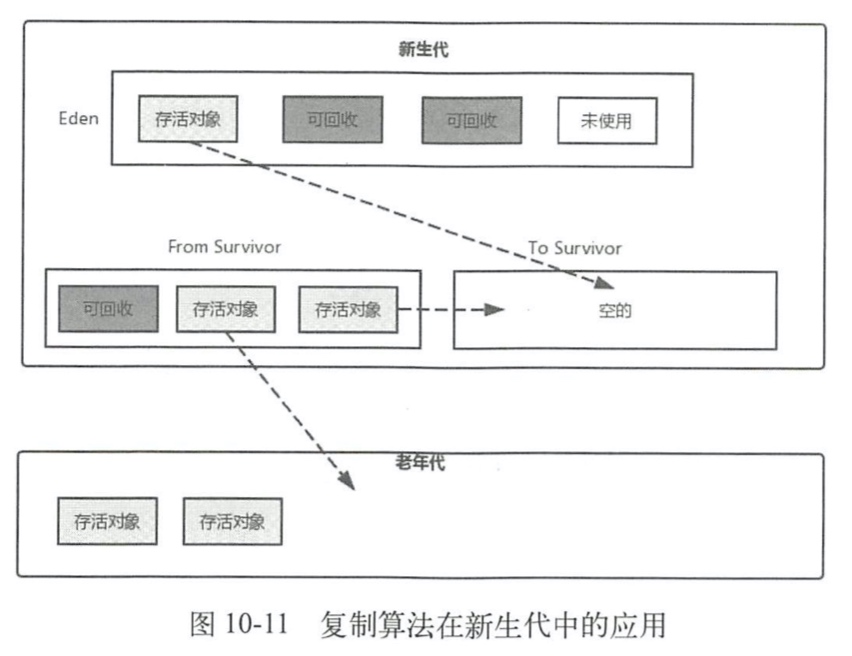 新生代
Eden
存活对象 可回收 可回收 未使用
From Survivor To Survivor
可回收 存活对象 存活对象 空的
老年代
存活对象 存活对象
图 10-11 复制算法在新生代中的应用